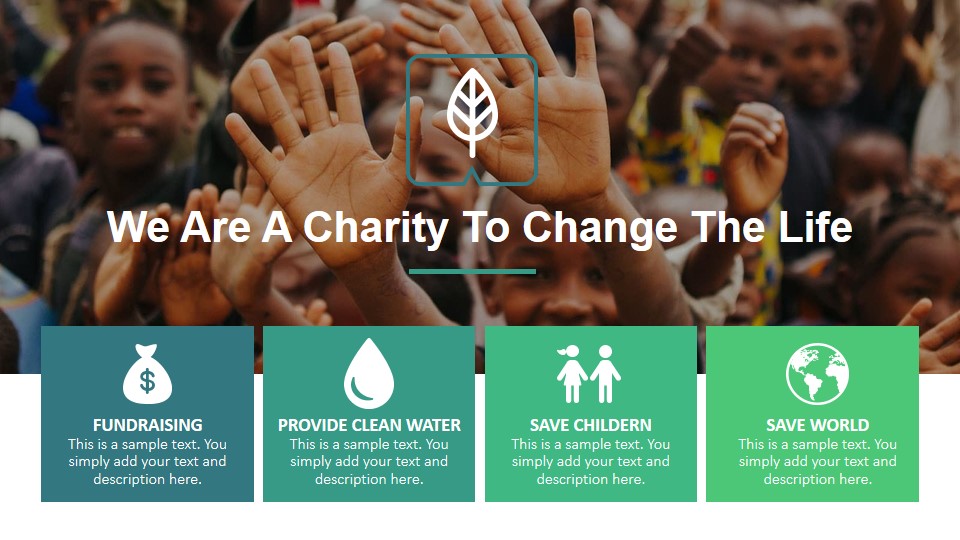 We Are A Charity To Change The Life
$
FUNDRAISING
This is a sample text. You
simply add your text and
description here.
PROVIDE CLEAN WATER
This is a sample text. You
simply add your text and
description here.
SAVE CHILDERN
This is a sample text. You
simply add your text and
description here.
SAVE WORLD
This is a sample text. You
simply add your text and
description here.